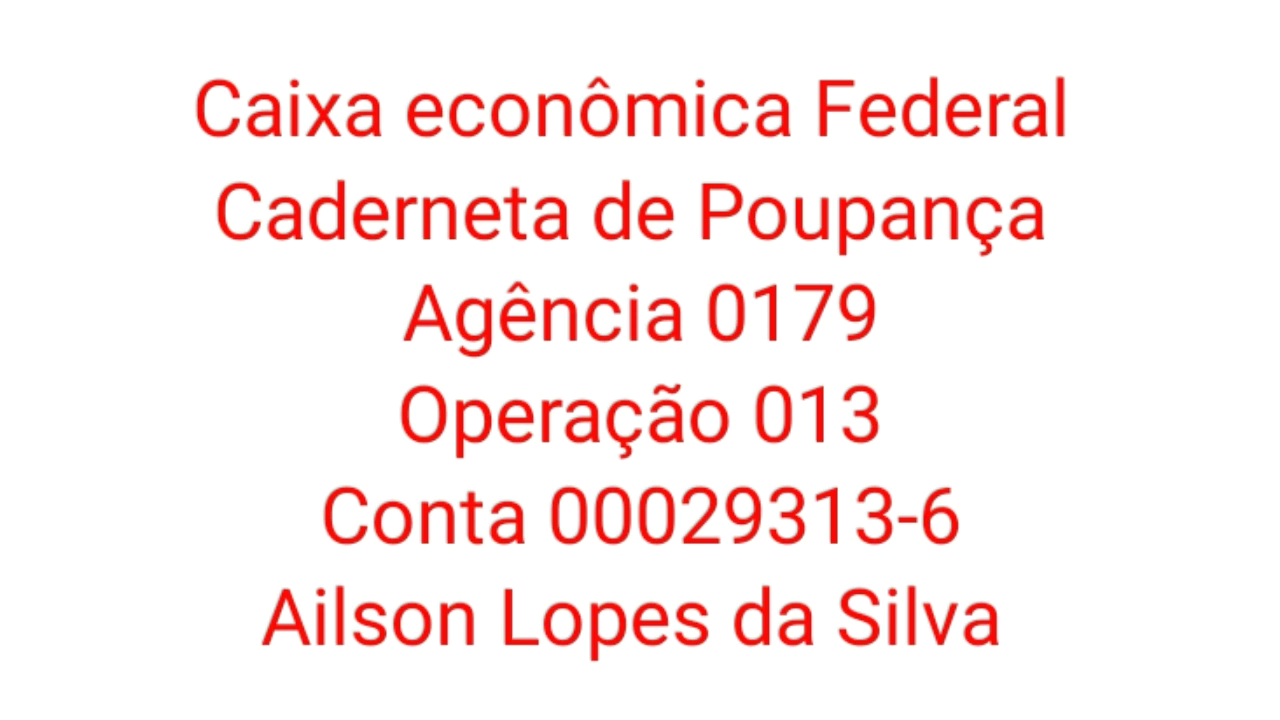 Caixa econômica Federal
Caderneta de Poupança
Agência 0179
Operação 013
Conta 00029313-6
Ailson Lopes da Silva